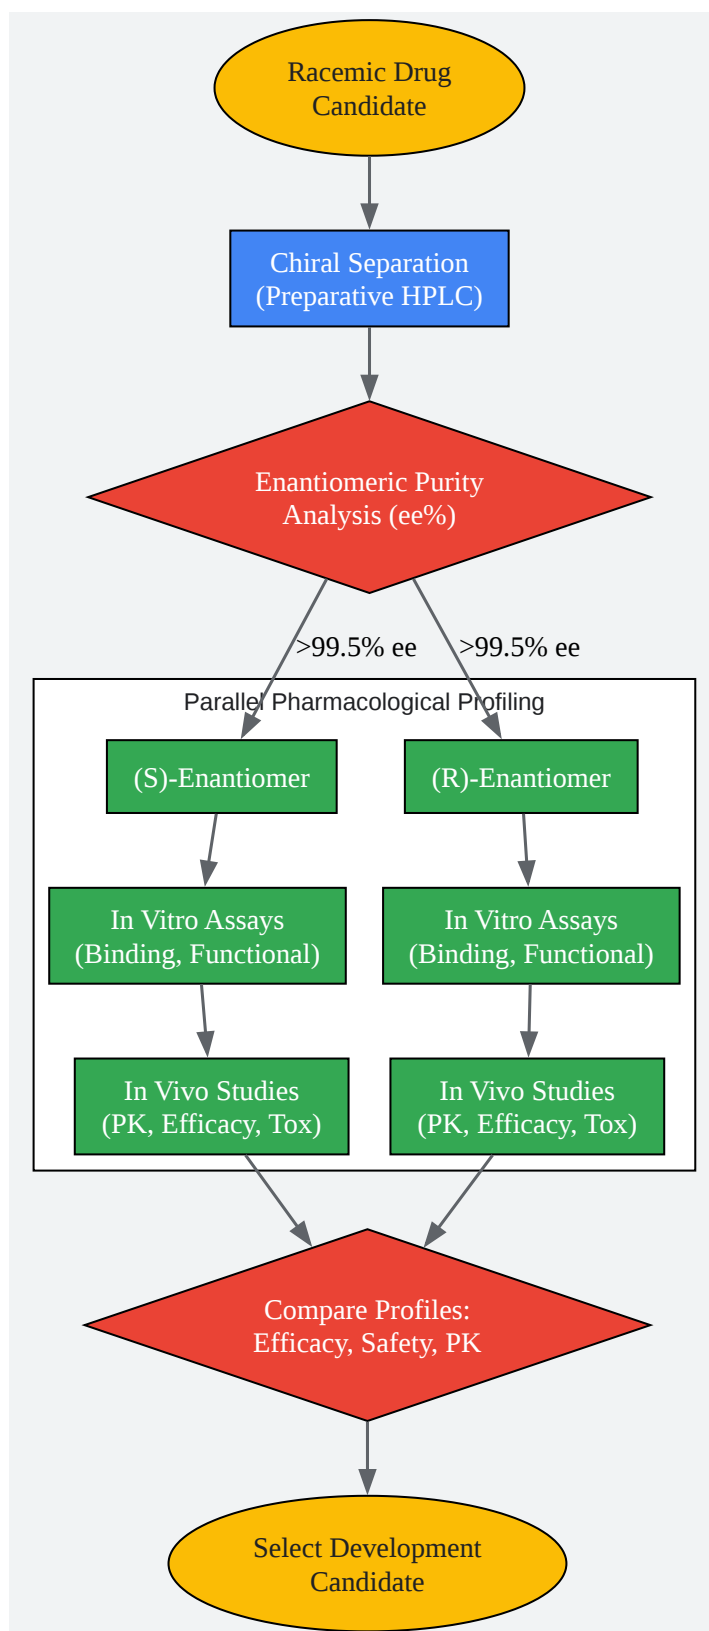 Racemic Drug
Candidate
Chiral Separation
(Preparative HPLC)
Enantiomeric Purity
Analysis (ee%)
>99.5% ee
>99.5% ee
Parallel Pharmacological Profiling
(S)-Enantiomer
(R)-Enantiomer
In Vitro Assays
(Binding, Functional)
In Vitro Assays
(Binding, Functional)
In Vivo Studies
(PK, Efficacy, Tox)
In Vivo Studies
(PK, Efficacy, Tox)
Compare Profiles:
Efficacy, Safety, PK
Select Development
Candidate